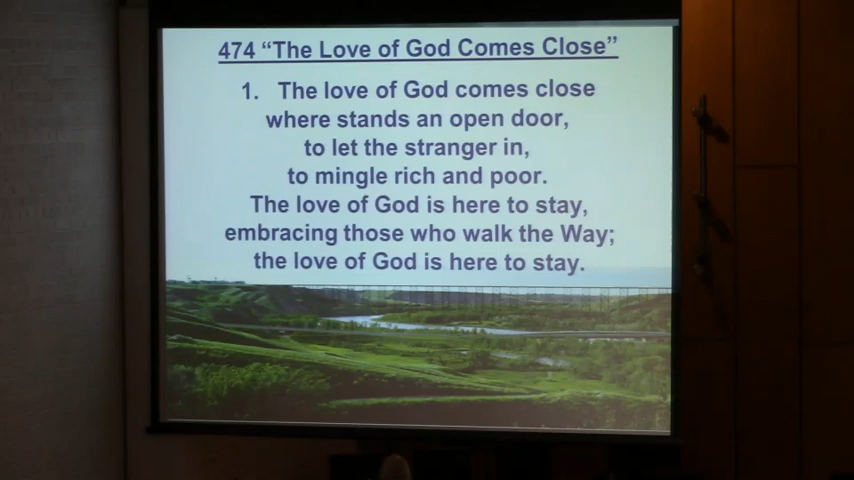 474 “The Love of God Comes Close”
1. The love of God comes close
where stands an open door,
to let the stranger in,
to mingle rich and poor.
The love of God is here to stay,
embracing those who walk the Way;
the love of God is here to stay.